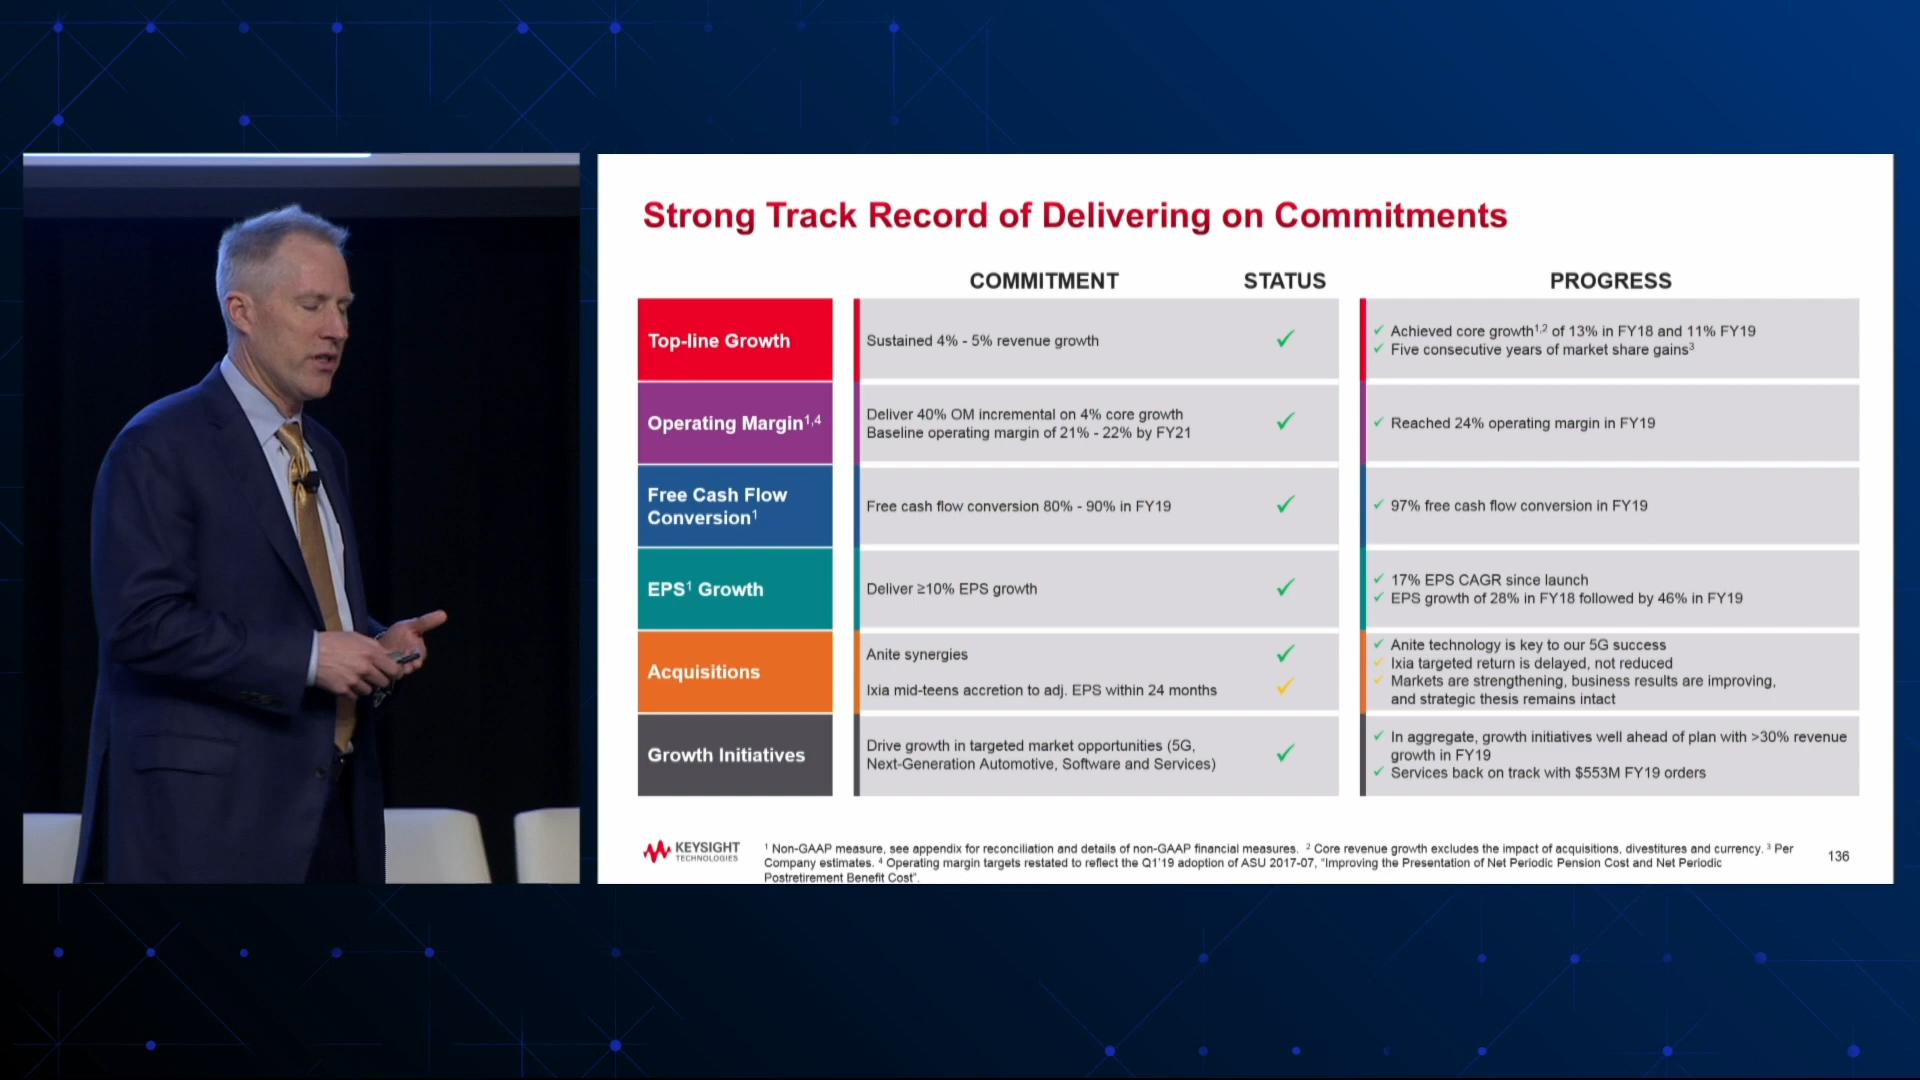 Strong Track Record of Delivering on Commitments
COMMITMENT STATUS PROGRESS
Top-line Growth
Sustained 4% - 5% revenue growth ✓
✓ Achieved core growth1,2 of 13% in FY18 and 11% FY19
✓ Five consecutive years of market share gains3
Operating Margin1,4
Deliver 40% OM incremental on 4% core growth
Baseline operating margin of 21% - 22% by FY21 ✓
✓ Reached 24% operating margin in FY19
Free Cash Flow
Conversion1
Free cash flow conversion 80% - 90% in FY19 ✓
✓ 97% free cash flow conversion in FY19
EPS1 Growth
Deliver ≥10% EPS growth ✓
✓ 17% EPS CAGR since launch
✓ EPS growth of 28% in FY18 followed by 46% in FY19
Acquisitions
Anite synergies ✓
Ixia mid-teens accretion to adj. EPS within 24 months ✓
✓ Anite technology is key to our 5G success
✓ Ixia targeted return is delayed, not reduced
✓ Markets are strengthening, business results are improving,
and strategic thesis remains intact
Growth Initiatives
Drive growth in targeted market opportunities (5G,
Next-Generation Automotive, Software and Services) ✓
✓ In aggregate, growth initiatives well ahead of plan with >30% revenue
growth in FY19
✓ Services back on track with $553M FY19 orders
KEYSIGHT
TECHNOLOGIES
1 Non-GAAP measure, see appendix for reconciliation and details of non-GAAP financial measures. 2 Core revenue growth excludes the impact of acquisitions, divestitures and currency. 3 Per
Company estimates. 4 Operating margin targets restated to reflect the Q1'19 adoption of ASU 2017-07, "Improving the Presentation of Net Periodic Pension Cost and Net Periodic
Postretirement Benefit Cost".
136